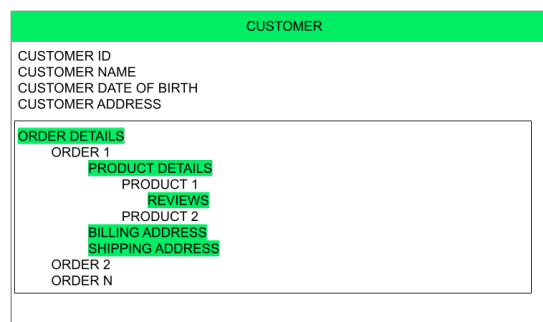 CUSTOMER
CUSTOMER ID
CUSTOMER NAME
CUSTOMER DATE OF BIRTH
CUSTOMER ADDRESS
ORDER DETAILS
ORDER 1
PRODUCT DETAILS
PRODUCT 1
REVIEWS
PRODUCT 2
BILLING ADDRESS
SHIPPING ADDRESS
ORDER 2
ORDER N